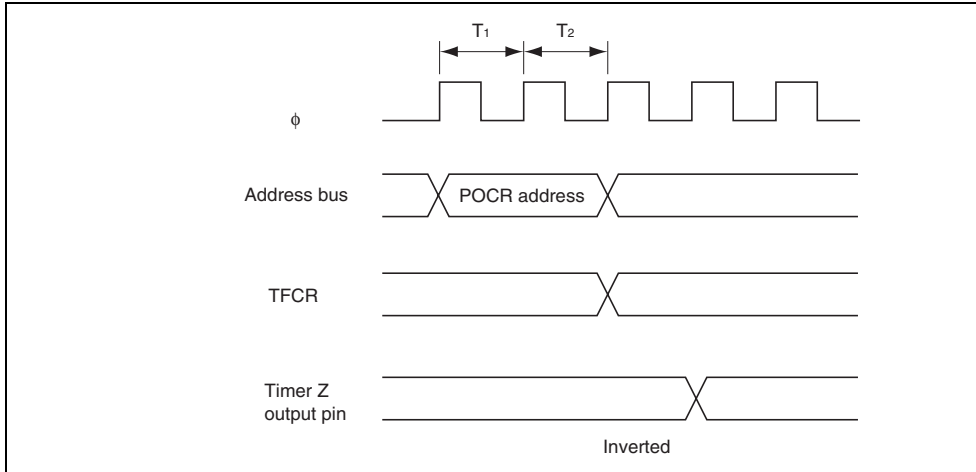 T1
T2
φ
Address bus
POCR address
TFCR
Timer Z
output pin
Inverted